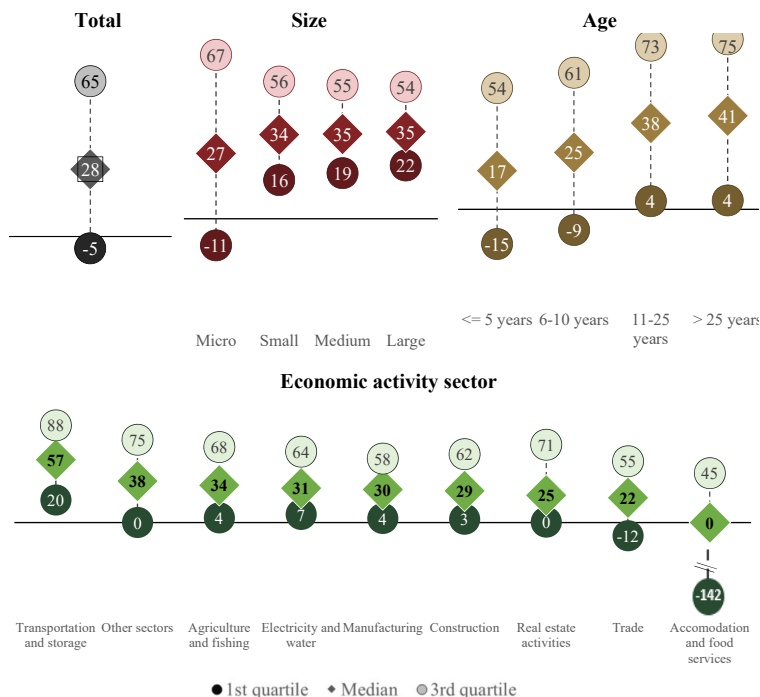 Total
Size
Age
65
28
-5
67
56
55
54
27
34
35
35
-11
16
19
22
Micro
Small
Medium
Large
54
61
73
75
17
25
38
41
-15
-9
4
4
<= 5 years
6-10 years
11-25
years
> 25 years
Economic activity sector
88
75
68
64
58
62
71
55
45
57
38
34
31
30
29
25
22
0
20
0
4
7
4
3
0
-12
-142
Transportation
and storage
Other sectors
Agriculture
and fishing
Electricity and
water
Manufacturing
Construction
Real estate
activities
Trade
Accomodation
and food
services
1st quartile
Median
3rd quartile